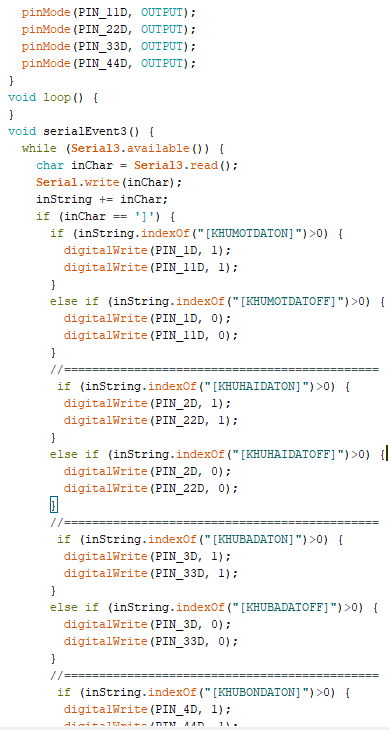 pinMode(PIN_11D, OUTPUT);
pinMode(PIN_22D, OUTPUT);
pinMode(PIN_33D, OUTPUT);
pinMode(PIN_44D, OUTPUT);
}
void loop() {
}
void serialEvent3() {
while (Serial3.available()) {
char inChar = Serial3.read();
Serial.write(inChar);
inString += inChar;
if (inChar == ']') {
if (inString.indexOf("[KHUMOTDATON]")>0) {
digitalWrite(PIN_1D, 1);
digitalWrite(PIN_11D, 1);
}
else if (inString.indexOf("[KHUMOTDATOFF]")>0) {
digitalWrite(PIN_1D, 0);
digitalWrite(PIN_11D, 0);
}
//=============================================
if (inString.indexOf("[KHUHAIDATON]")>0) {
digitalWrite(PIN_2D, 1);
digitalWrite(PIN_22D, 1);
}
else if (inString.indexOf("[KHUHAIDATOFF]")>0) {
digitalWrite(PIN_2D, 0);
digitalWrite(PIN_22D, 0);
}
//=============================================
if (inString.indexOf("[KHUBADATON]")>0) {
digitalWrite(PIN_3D, 1);
digitalWrite(PIN_33D, 1);
}
else if (inString.indexOf("[KHUBADATOFF]")>0) {
digitalWrite(PIN_3D, 0);
digitalWrite(PIN_33D, 0);
}
//=============================================
if (inString.indexOf("[KHUBONDATON]")>0) {
digitalWrite(PIN_4D, 1);
digitalWrite(PIN_44D, 1);